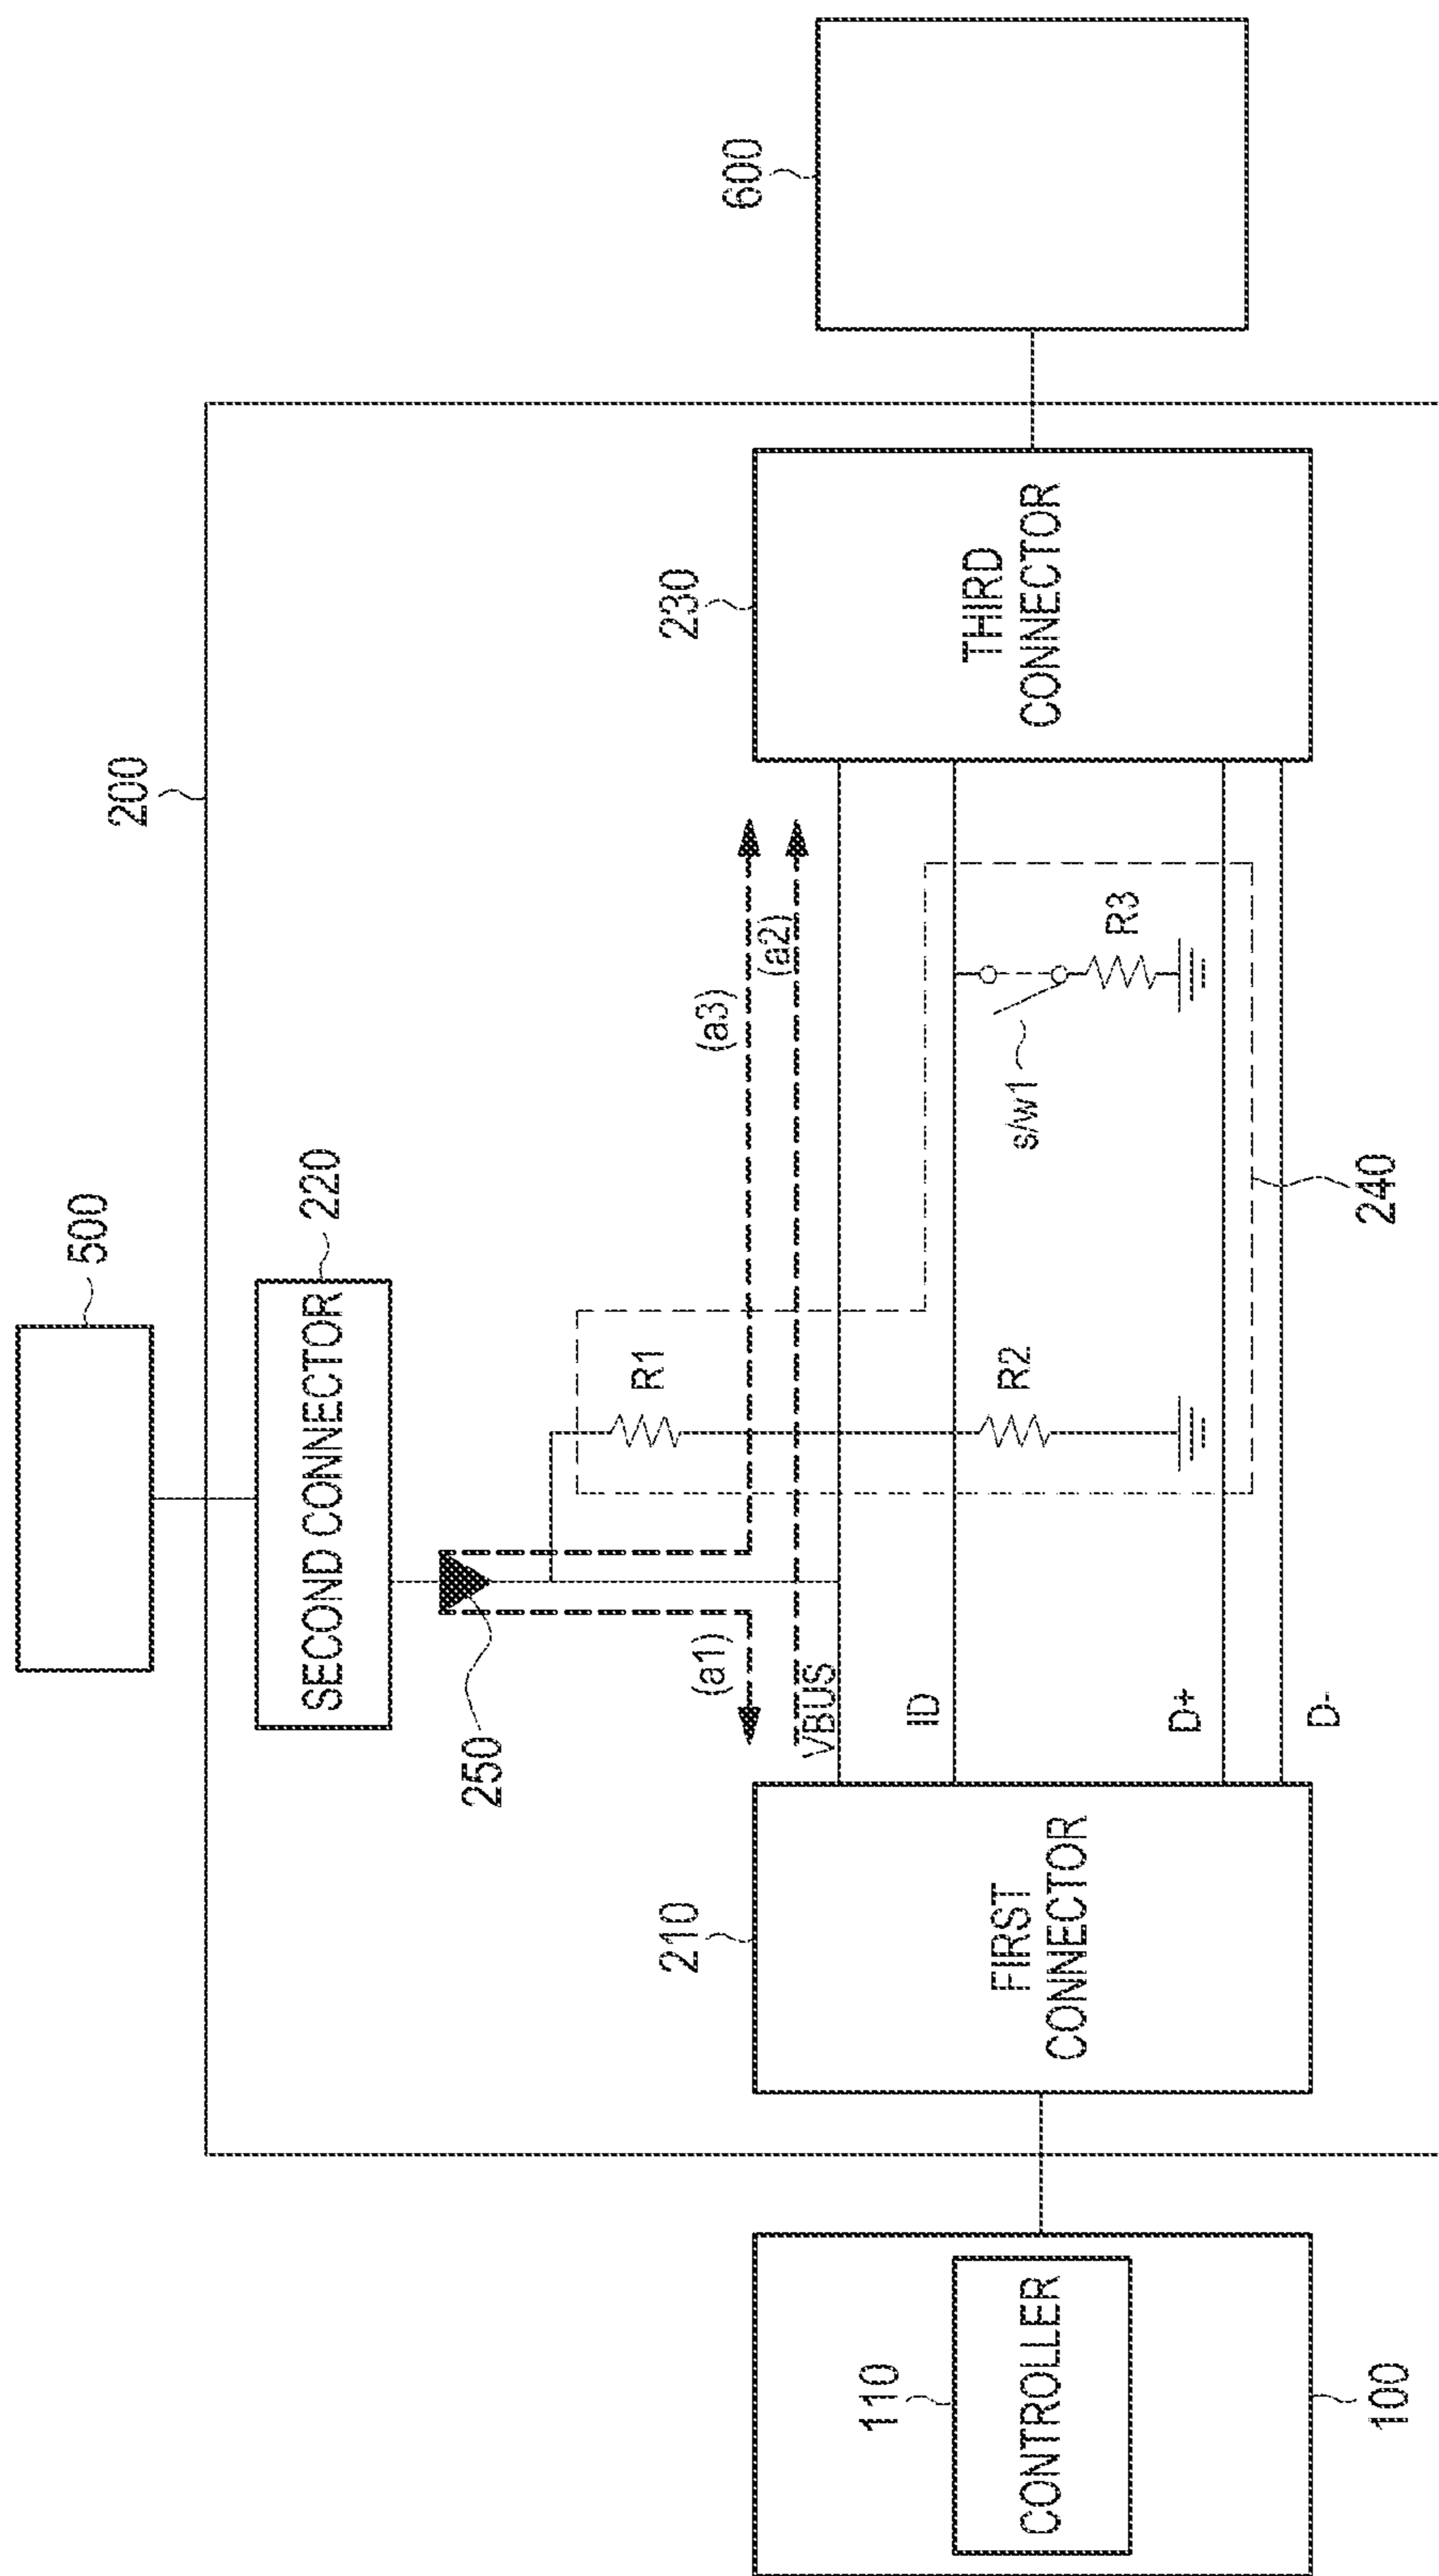 500
200
SECOND CONNECTOR
220
600
250
(a1)
(a3)
(a2)
R1
VBUS
210
230
ID
R2
s/w1
R3
FIRST
CONNECTOR
THIRD
CONNECTOR
110
CONTROLLER
D+
D-
240
100